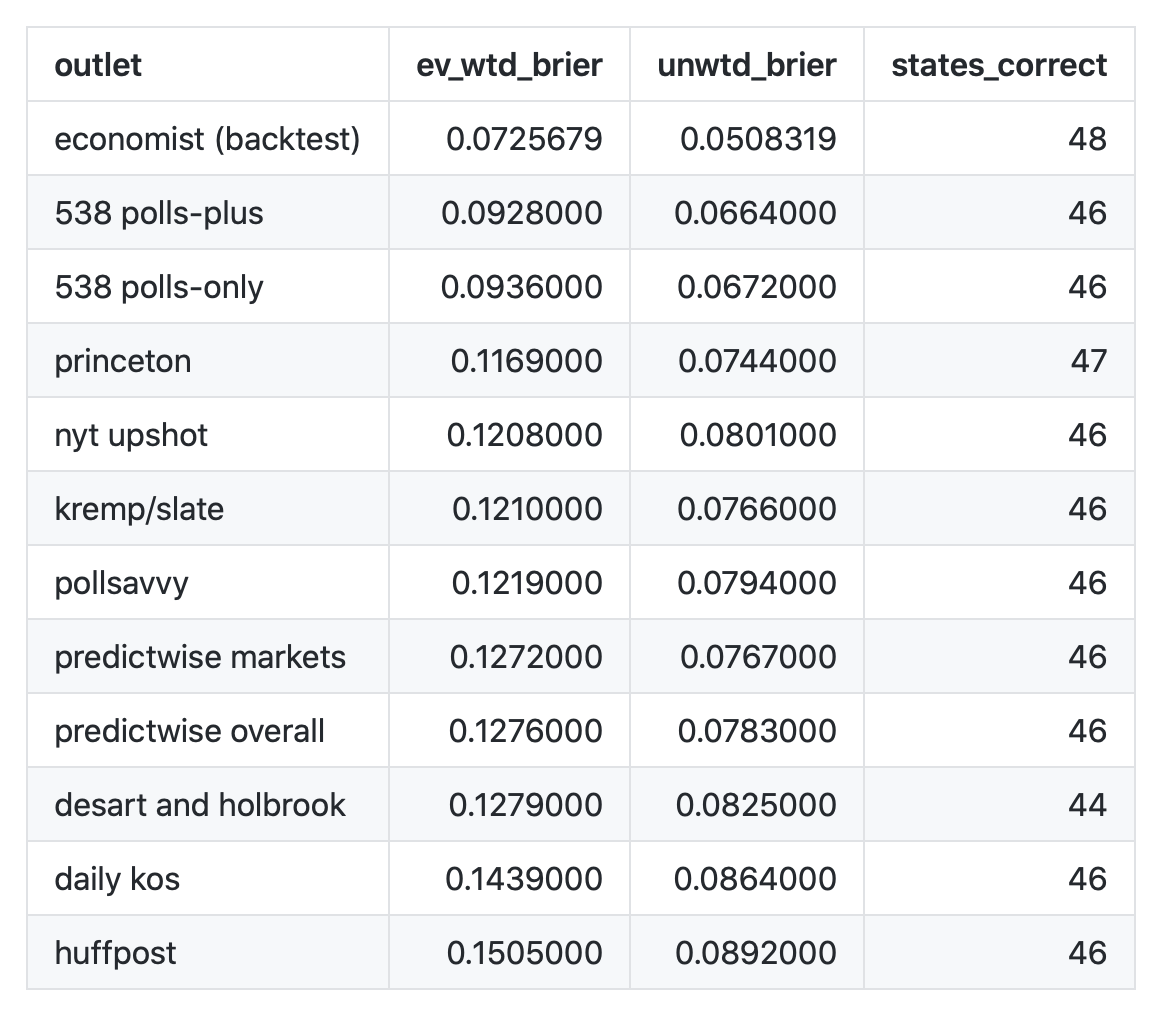 outlet ev_wtd_brier unwtd_brier states_correct
economist (backtest) 0.0725679 0.0508319 48
538 polls-plus 0.0928000 0.0664000 46
538 polls-only 0.0936000 0.0672000 46
princeton 0.1169000 0.0744000 47
nyt upshot 0.1208000 0.0801000 46
kremp/slate 0.1210000 0.0766000 46
pollsavvy 0.1219000 0.0794000 46
predictwise markets 0.1272000 0.0767000 46
predictwise overall 0.1276000 0.0783000 46
desart and holbrook 0.1279000 0.0825000 44
daily kos 0.1439000 0.0864000 46
huffpost 0.1505000 0.0892000 46